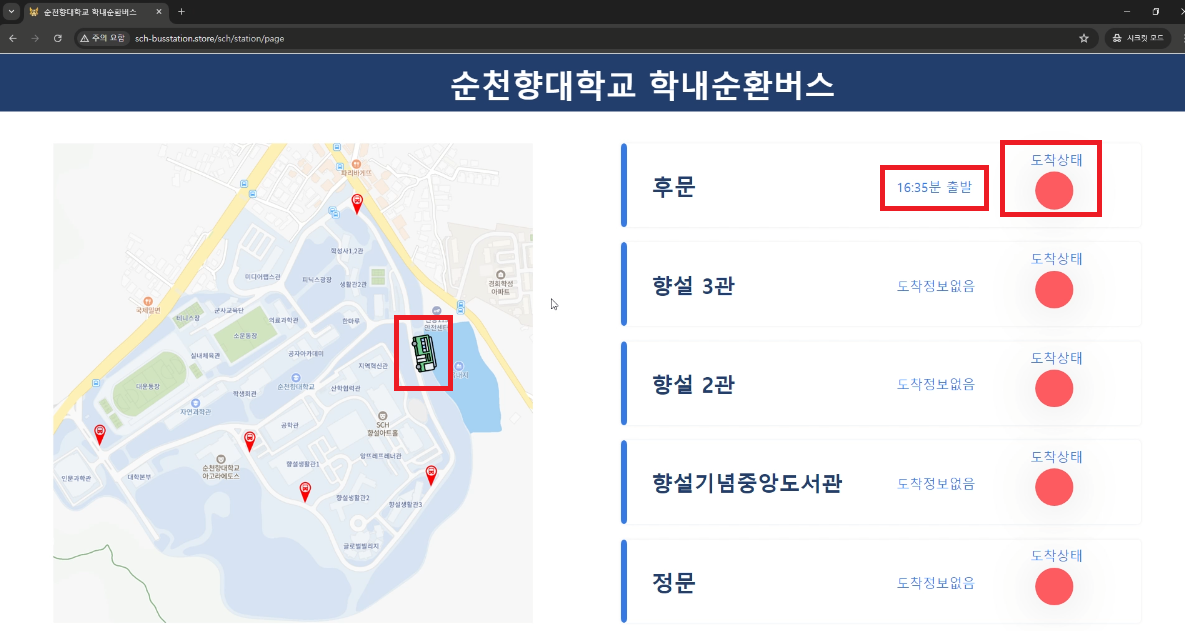 순천향대학교 학내순환버스
주의 요함
sch-busstation.store/sch/station/page
시크릿 모드
순천향대학교 학내순환버스
파리바게뜨
학성사1,2관
미디어랩스관
피닉스광장
생활관2관
경희학성
아파트
국제일번
군사교육단
의료과학관
한마루
소운동장
실내체육관
공자아카데미
지역혁신관
대운동장
순천향대학교
산학협력관
학생회관
자연과학관
공학관
SCH
향설아트홀
앙뜨레프레너관
향설생활관1
순천향대학교
아고라에도스
인문과학관
대학본부
향설생활관2
향설생활관3
글로벌빌리지
후문
16:35분 출발
도착상태
향설 3관
도착정보없음
도착상태
향설 2관
도착정보없음
도착상태
향설기념중앙도서관
도착정보없음
도착상태
정문
도착정보없음
도착상태